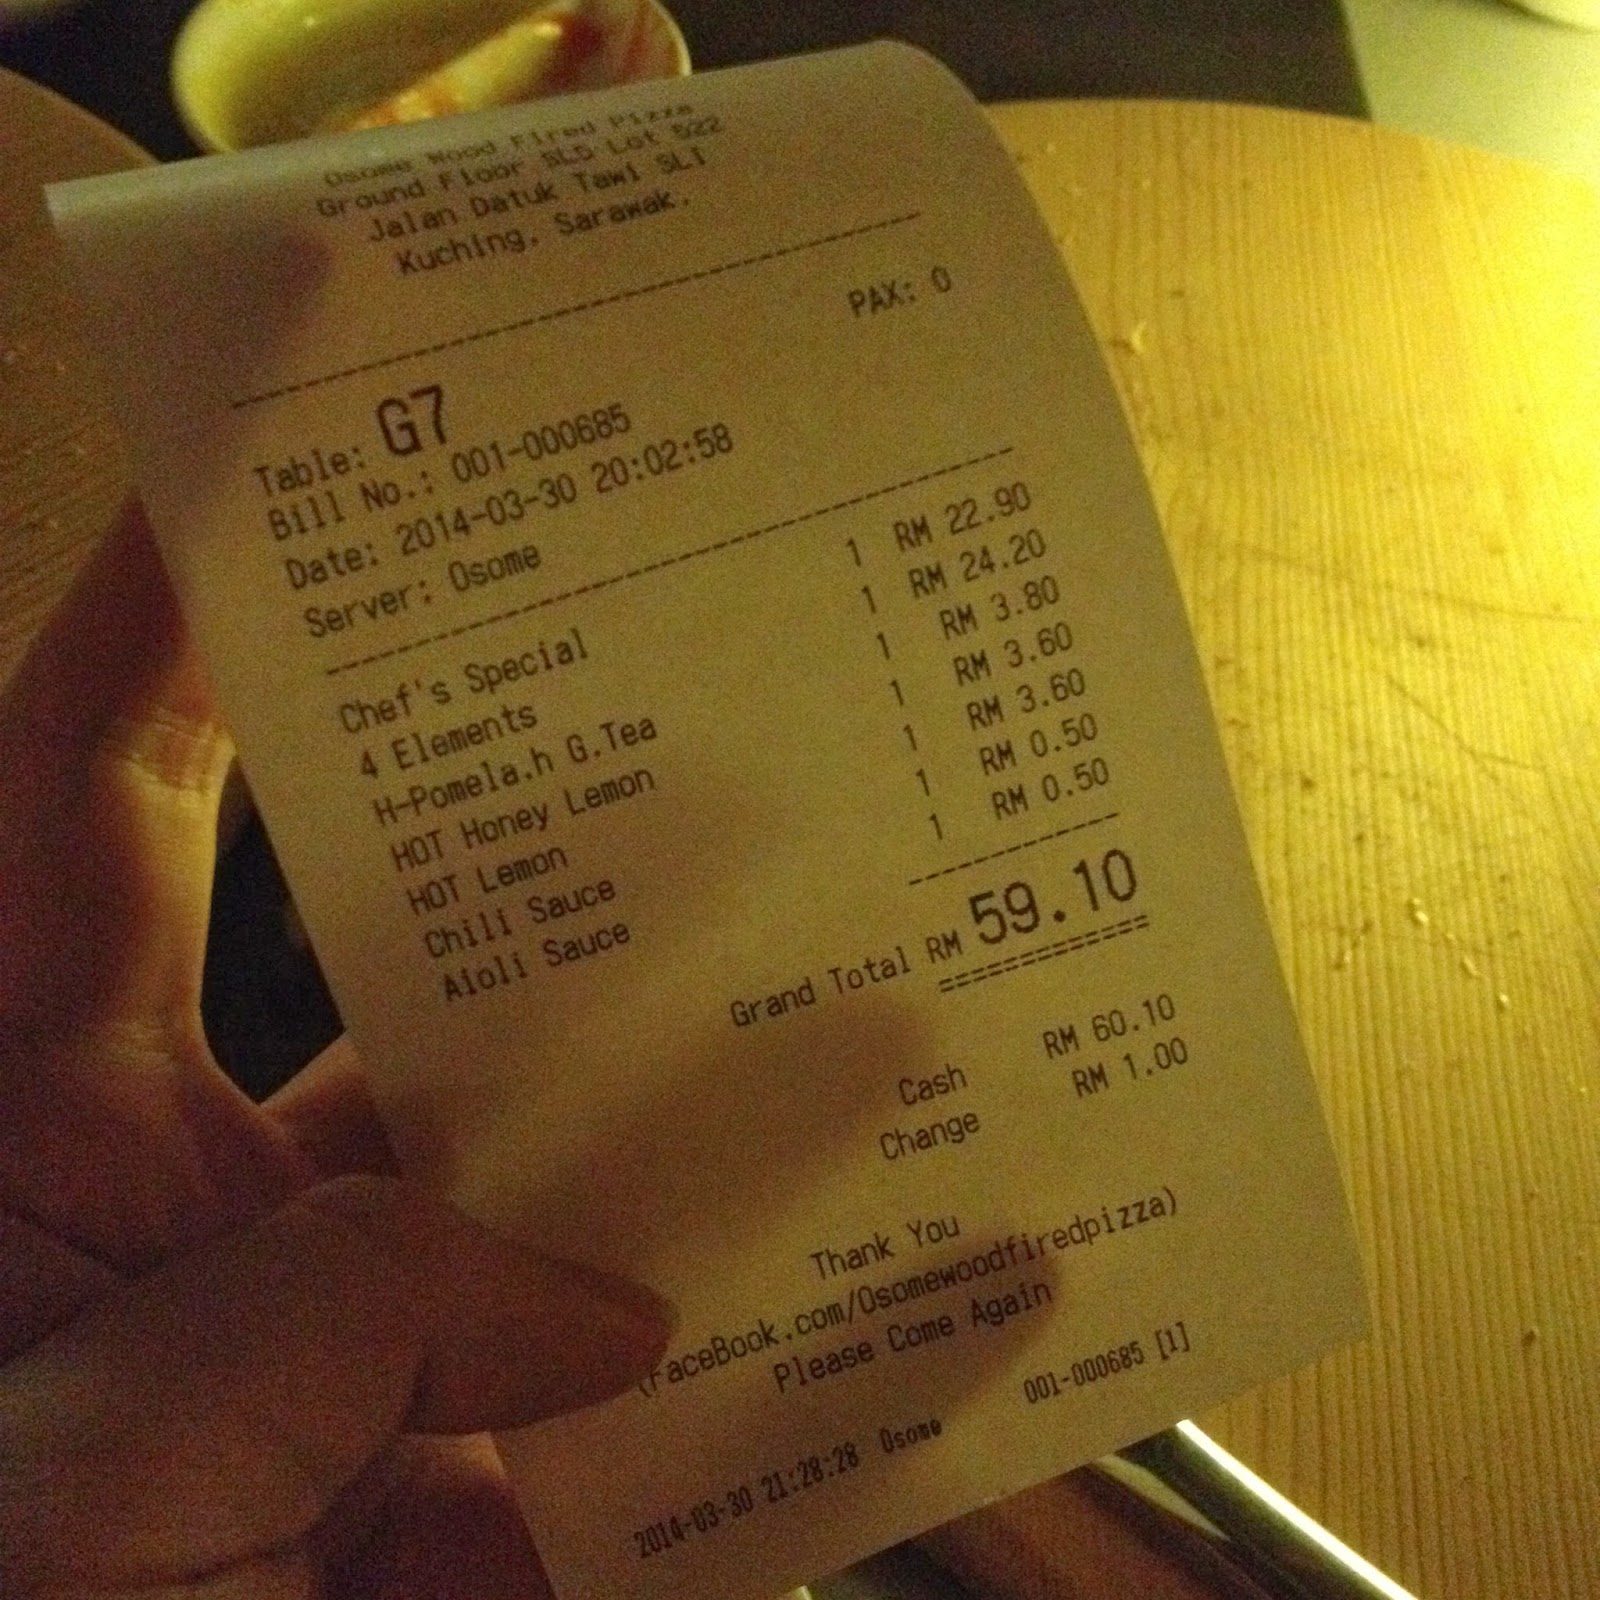 Osome Wood Fired Pizza
Ground Floor SL5 Lot 522
Jalan Datuk Tawi SLi
Kuching, Sarawak.
PAX: 0
Table: G7
Bill No.: 001-000685
Date: 2014-03-30 20:02:58
Server: Osome
Chef's Special 1 RM 22.90
4 Elements 1 RM 24.20
H-Pomela.h G.Tea 1 RM 3.80
HOT Honey Lemon 1 RM 3.60
HOT Lemon 1 RM 3.60
Chili Sauce 1 RM 0.50
Aioli Sauce 1 RM 0.50
Grand Total RM 59.10
Cash RM 60.10
Change RM 1.00
Thank You
(FaceBook.com/Osomewoodfiredpizza)
Please Come Again
2014-03-30 21:28:28 Osome 001-000685 [1]